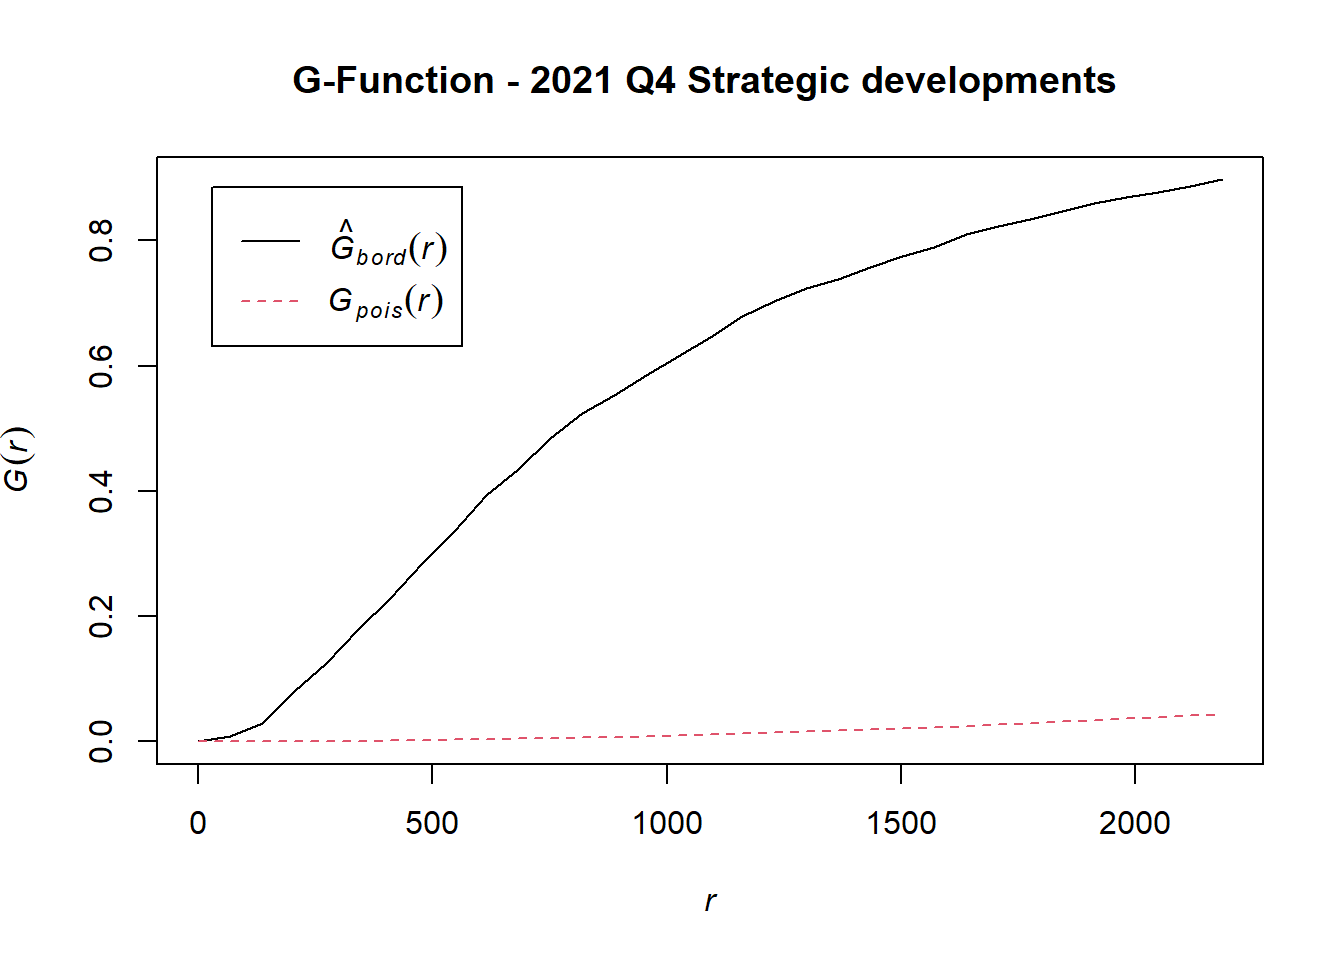 G-Function - 2021 Q4 Strategic developments
Ĝbord(r)
Gpois(r)
G(r)
0.8
0.6
0.4
0.2
0.0
0 500 1000 1500 2000
r